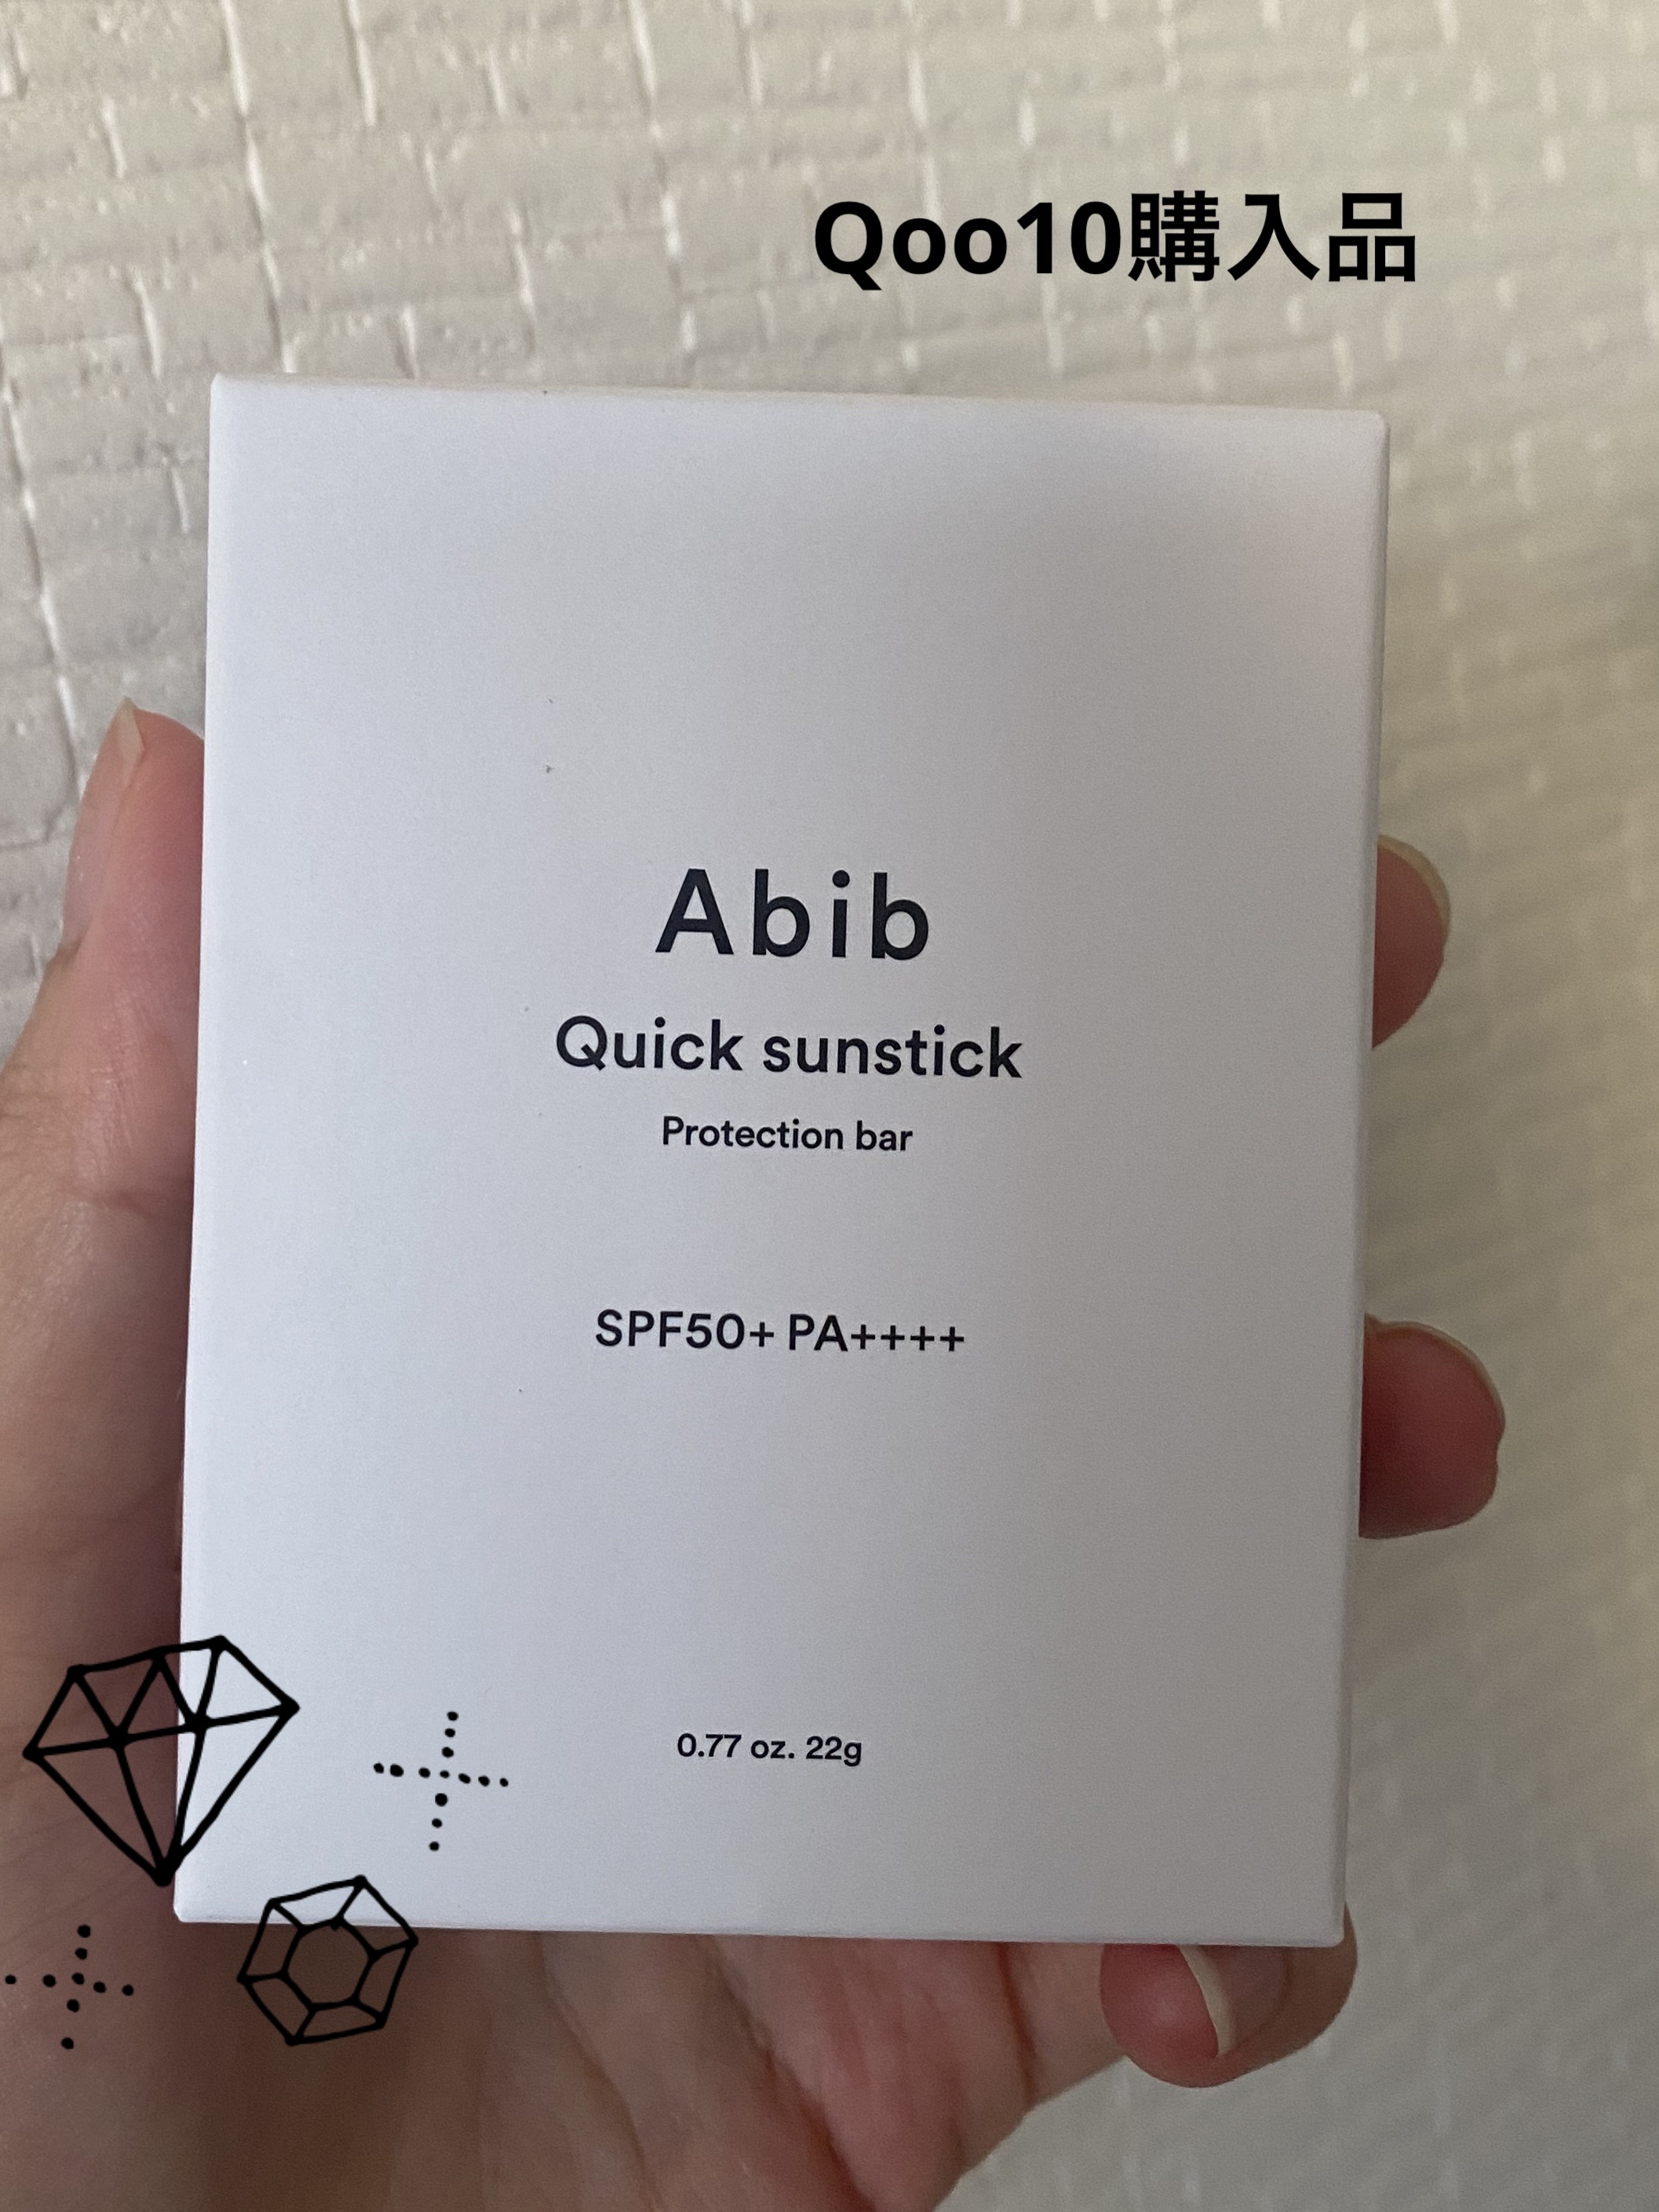 Qoo10購入品
Abib
Quick sunstick
Protection bar
SPF50+ PA++++
0.77 oz. 22g